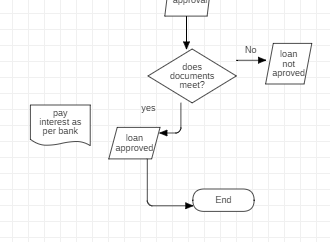 approval
No
does
documents
meet?
loan
not
aproved
yes
pay
interest as
per bank
loan
approved
End